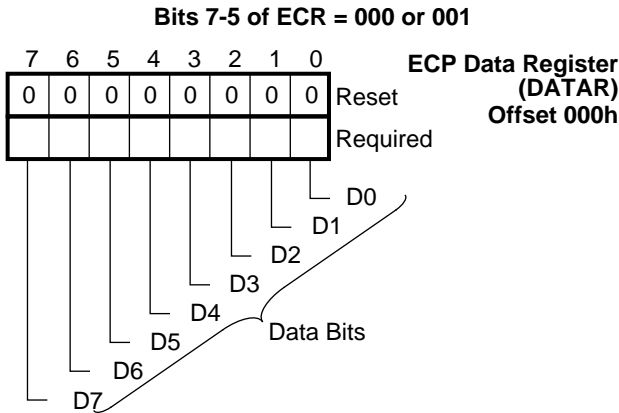 Bits 7-5 of ECR = 000 or 001
7 6 5 4 3 2 1 0
ECP Data Register
(DATAR)
Offset 000h
0 0 0 0 0 0 0 0 Reset
Required
D0
D1
D2
D3
D4
D5
D6
D7
Data Bits